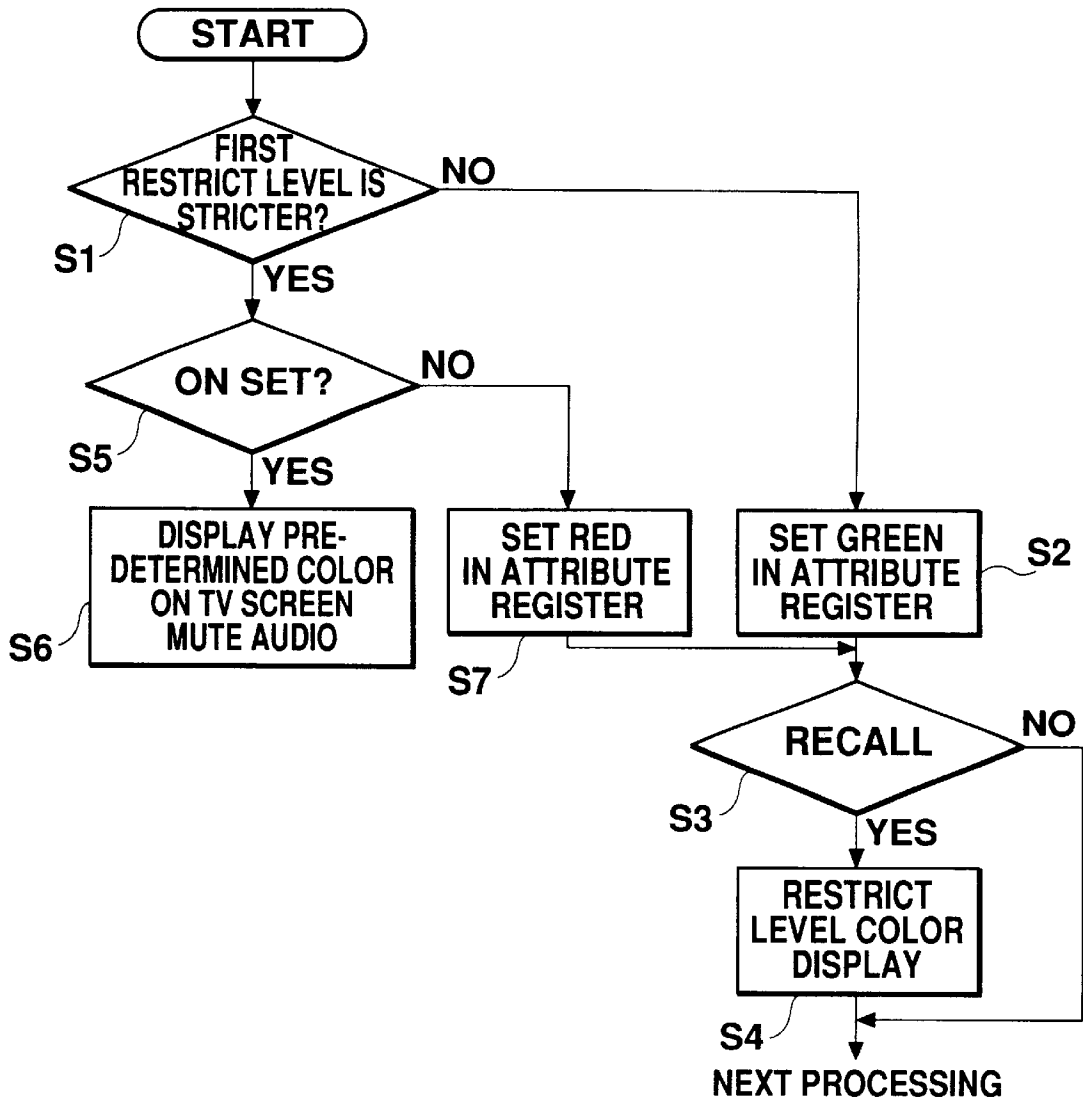 START
FIRST
RESTRICT LEVEL IS
STRICTER?
NO
S1
YES
ON SET?
NO
S5
YES
DISPLAY PRE-
DETERMINED COLOR
ON TV SCREEN
MUTE AUDIO
S6
SET RED
IN ATTRIBUTE
REGISTER
S7
SET GREEN
IN ATTRIBUTE
REGISTER
S2
RECALL
NO
S3
YES
RESTRICT
LEVEL COLOR
DISPLAY
S4
NEXT PROCESSING